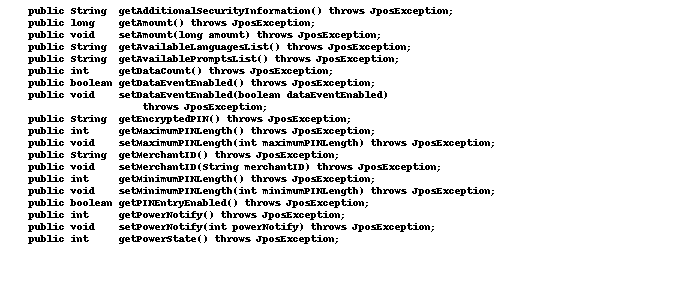 public String  getAdditionalSecurityInformation() throws JposException;
public long    getAmount() throws JposException;
public void    setAmount(long amount) throws JposException;
public String  getAvailableLanguagesList() throws JposException;
public String  getAvailablePromptsList() throws JposException;
public int     getDataCount() throws JposException;
public boolean getDataEventEnabled() throws JposException;
public void    setDataEventEnabled(boolean dataEventEnabled)
                   throws JposException;
public String  getEncryptedPIN() throws JposException;
public int     getMaximumPINLength() throws JposException;
public void    setMaximumPINLength(int maximumPINLength) throws JposException;
public String  getMerchantID() throws JposException;
public void    setMerchantID(String merchantID) throws JposException;
public int     getMinimumPINLength() throws JposException;
public void    setMinimumPINLength(int minimumPINLength) throws JposException;
public boolean getPINEntryEnabled() throws JposException;
public int     getPowerNotify() throws JposException;
public void    setPowerNotify(int powerNotify) throws JposException;
public int     getPowerState() throws JposException;